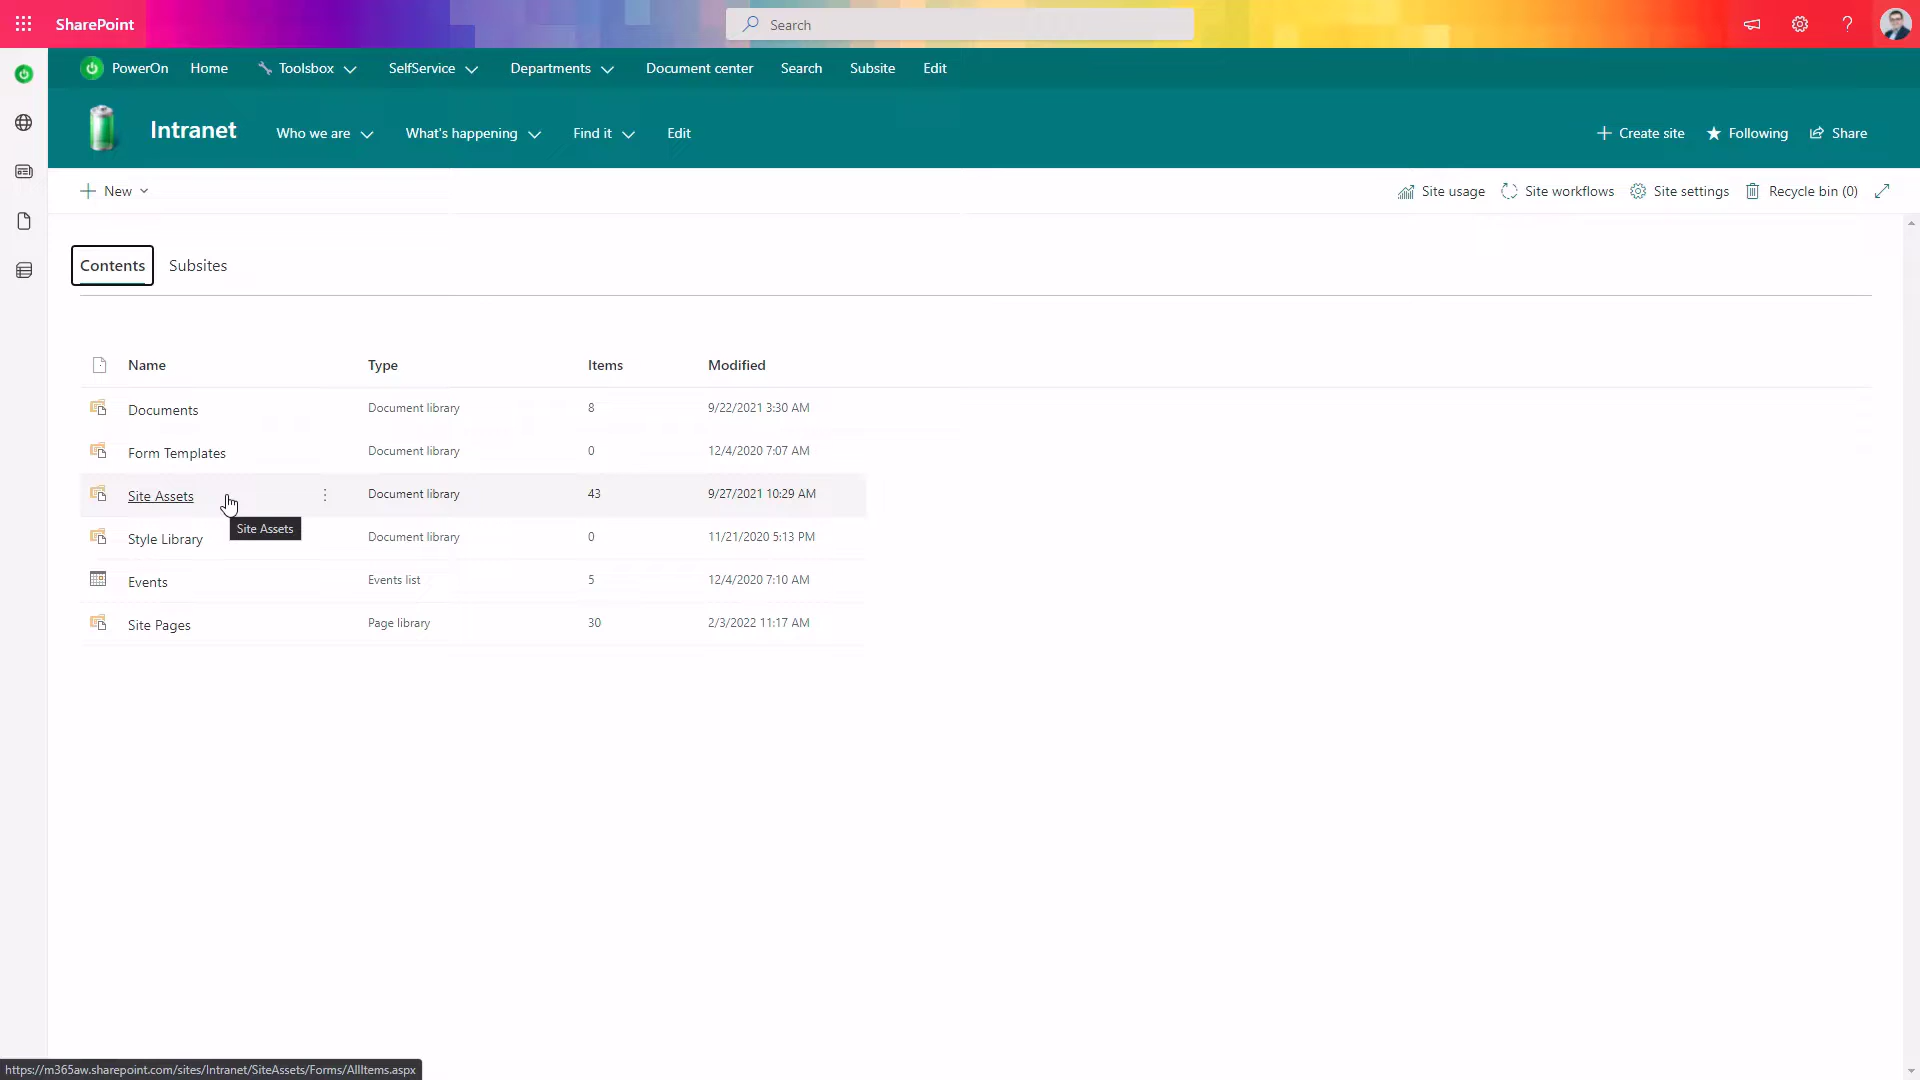 SharePoint
Search
PowerOn Home Toolbox SelfService Departments Document center Search Subsite Edit
Intranet Who we are What's happening Find it Edit
Create site Following Share
New
Site usage Site workflows Site settings Recycle bin (0)
Contents Subsites
Name Type Items Modified
Documents Document library 8 9/22/2021 3:30 AM
Form Templates Document library 0 12/4/2020 7:07 AM
Site Assets Document library 43 9/27/2021 10:29 AM
Site Assets
Style Library Document library 0 11/21/2020 5:13 PM
Events Events list 5 12/4/2020 7:10 AM
Site Pages Page library 30 2/3/2022 11:17 AM
https://m365aw.sharepoint.com/sites/Intranet/SiteAssets/Forms/AllItems.aspx